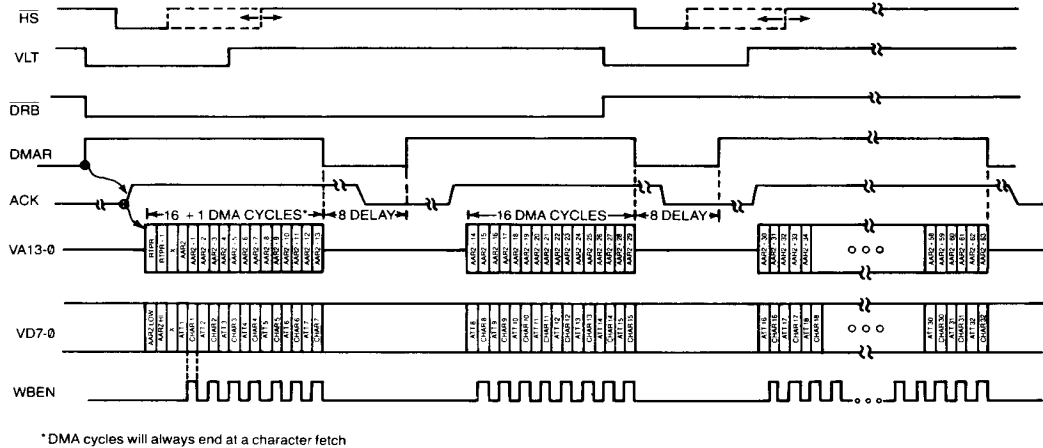 HS
VLT
DRB
DMAR
ACK
16 + 1 DMA CYCLES*
8 DELAY
16 DMA CYCLES
8 DELAY
VA13-0
RTPR
RTPR - 1
X
AAR2
AAR2 - 1
AAR2 - 2
AAR2 - 3
AAR2 - 4
AAR2 - 5
AAR2 - 6
AAR2 - 7
AAR2 - 8
AAR2 - 9
AAR2 - 10
AAR2 - 11
AAR2 - 12
AAR2 - 13
AAR2 - 14
AAR2 - 15
AAR2 - 16
AAR2 - 17
AAR2 - 18
AAR2 - 19
AAR2 - 20
AAR2 - 21
AAR2 - 22
AAR2 - 23
AAR2 - 24
AAR2 - 25
AAR2 - 26
AAR2 - 27
AAR2 - 28
AAR2 - 29
AAR2 - 30
AAR2 - 31
AAR2 - 32
AAR2 - 33
AAR2 - 34
AAR2 - 58
AAR2 - 59
AAR2 - 60
AAR2 - 61
AAR2 - 62
AAR2 - 63
VD7-0
AAR2 LOW
AAR2 HI
X
ATT 1
CHAR 1
ATT 2
CHAR 2
ATT 3
CHAR 3
ATT 4
CHAR 4
ATT 5
CHAR 5
ATT 6
CHAR 6
ATT 7
CHAR 7
ATT 8
CHAR 8
ATT 9
CHAR 9
ATT 10
CHAR 10
ATT 11
CHAR 11
ATT 12
CHAR 12
ATT 13
CHAR 13
ATT 14
CHAR 14
ATT 15
CHAR 15
ATT 16
CHAR 16
ATT 17
CHAR 17
ATT 18
CHAR 18
ATT 30
CHAR 30
ATT 31
CHAR 31
ATT 32
CHAR 32
WBEN
*DMA cycles will always end at a character fetch